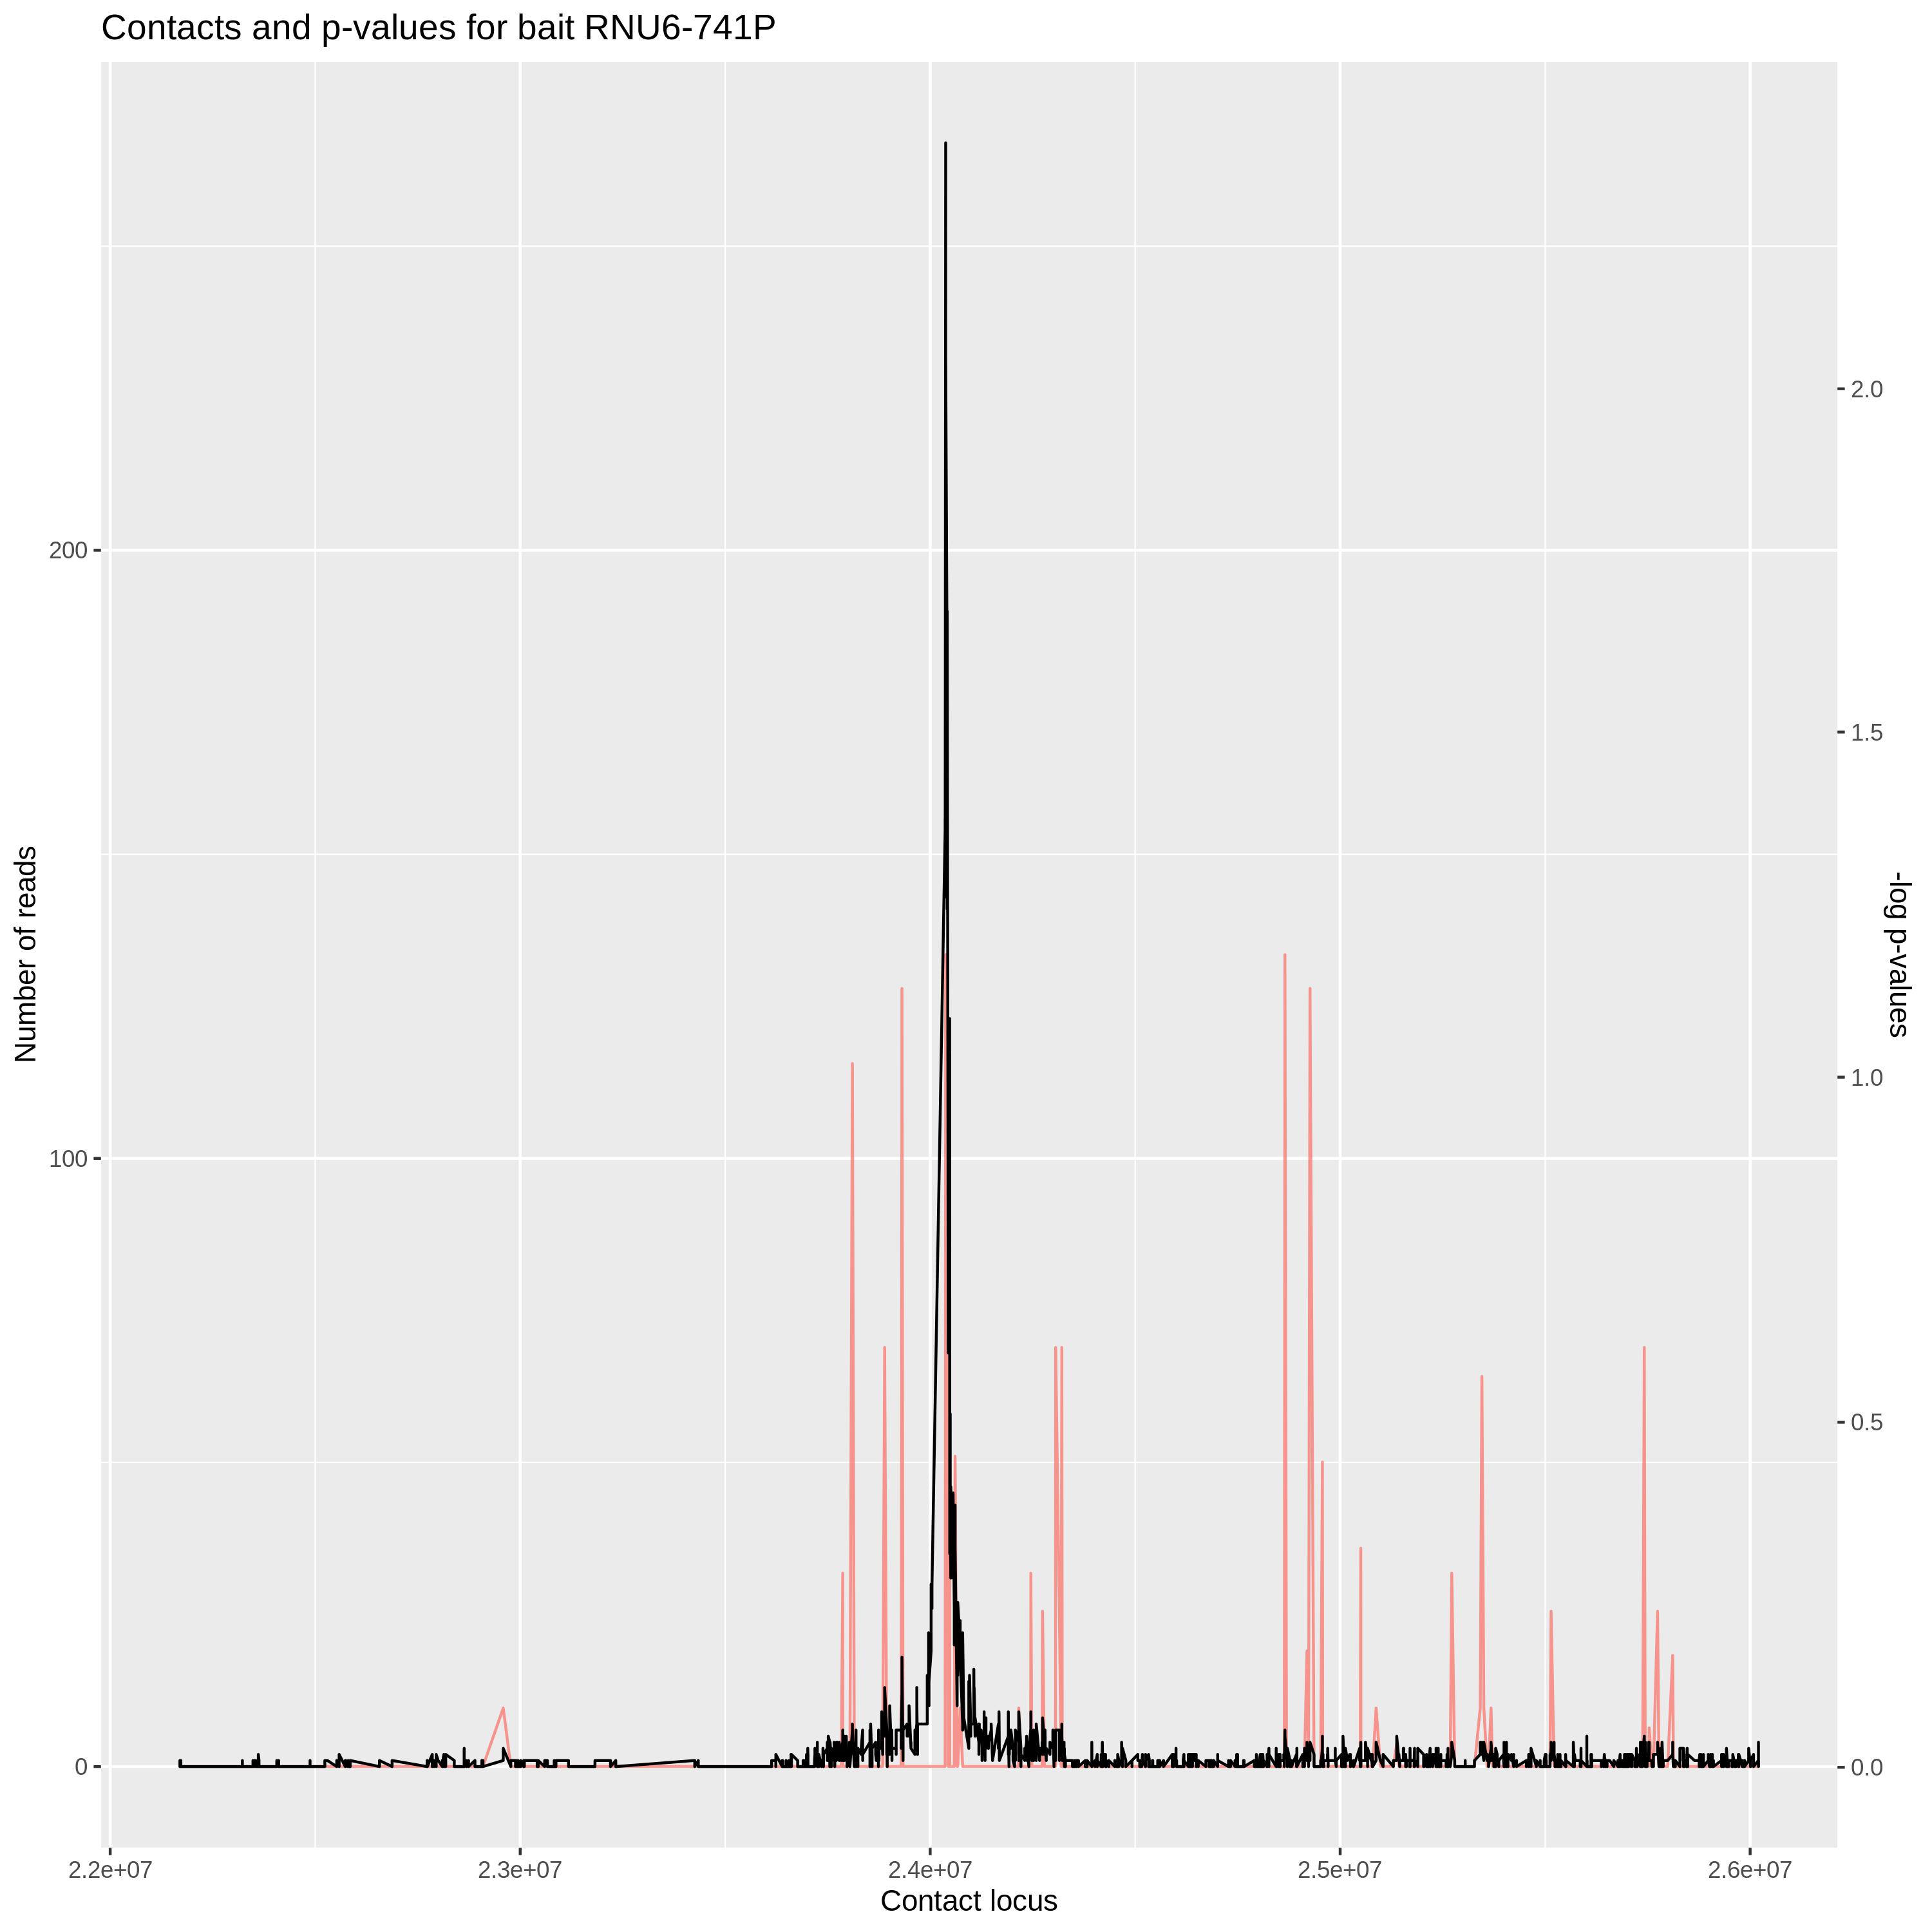 Contacts and p-values for bait RNU6-741P
Number of reads
200
100
0
2.0
1.5
1.0
0.5
0.0
-log p-values
2.2e+07
2.3e+07
2.4e+07
2.5e+07
2.6e+07
Contact locus